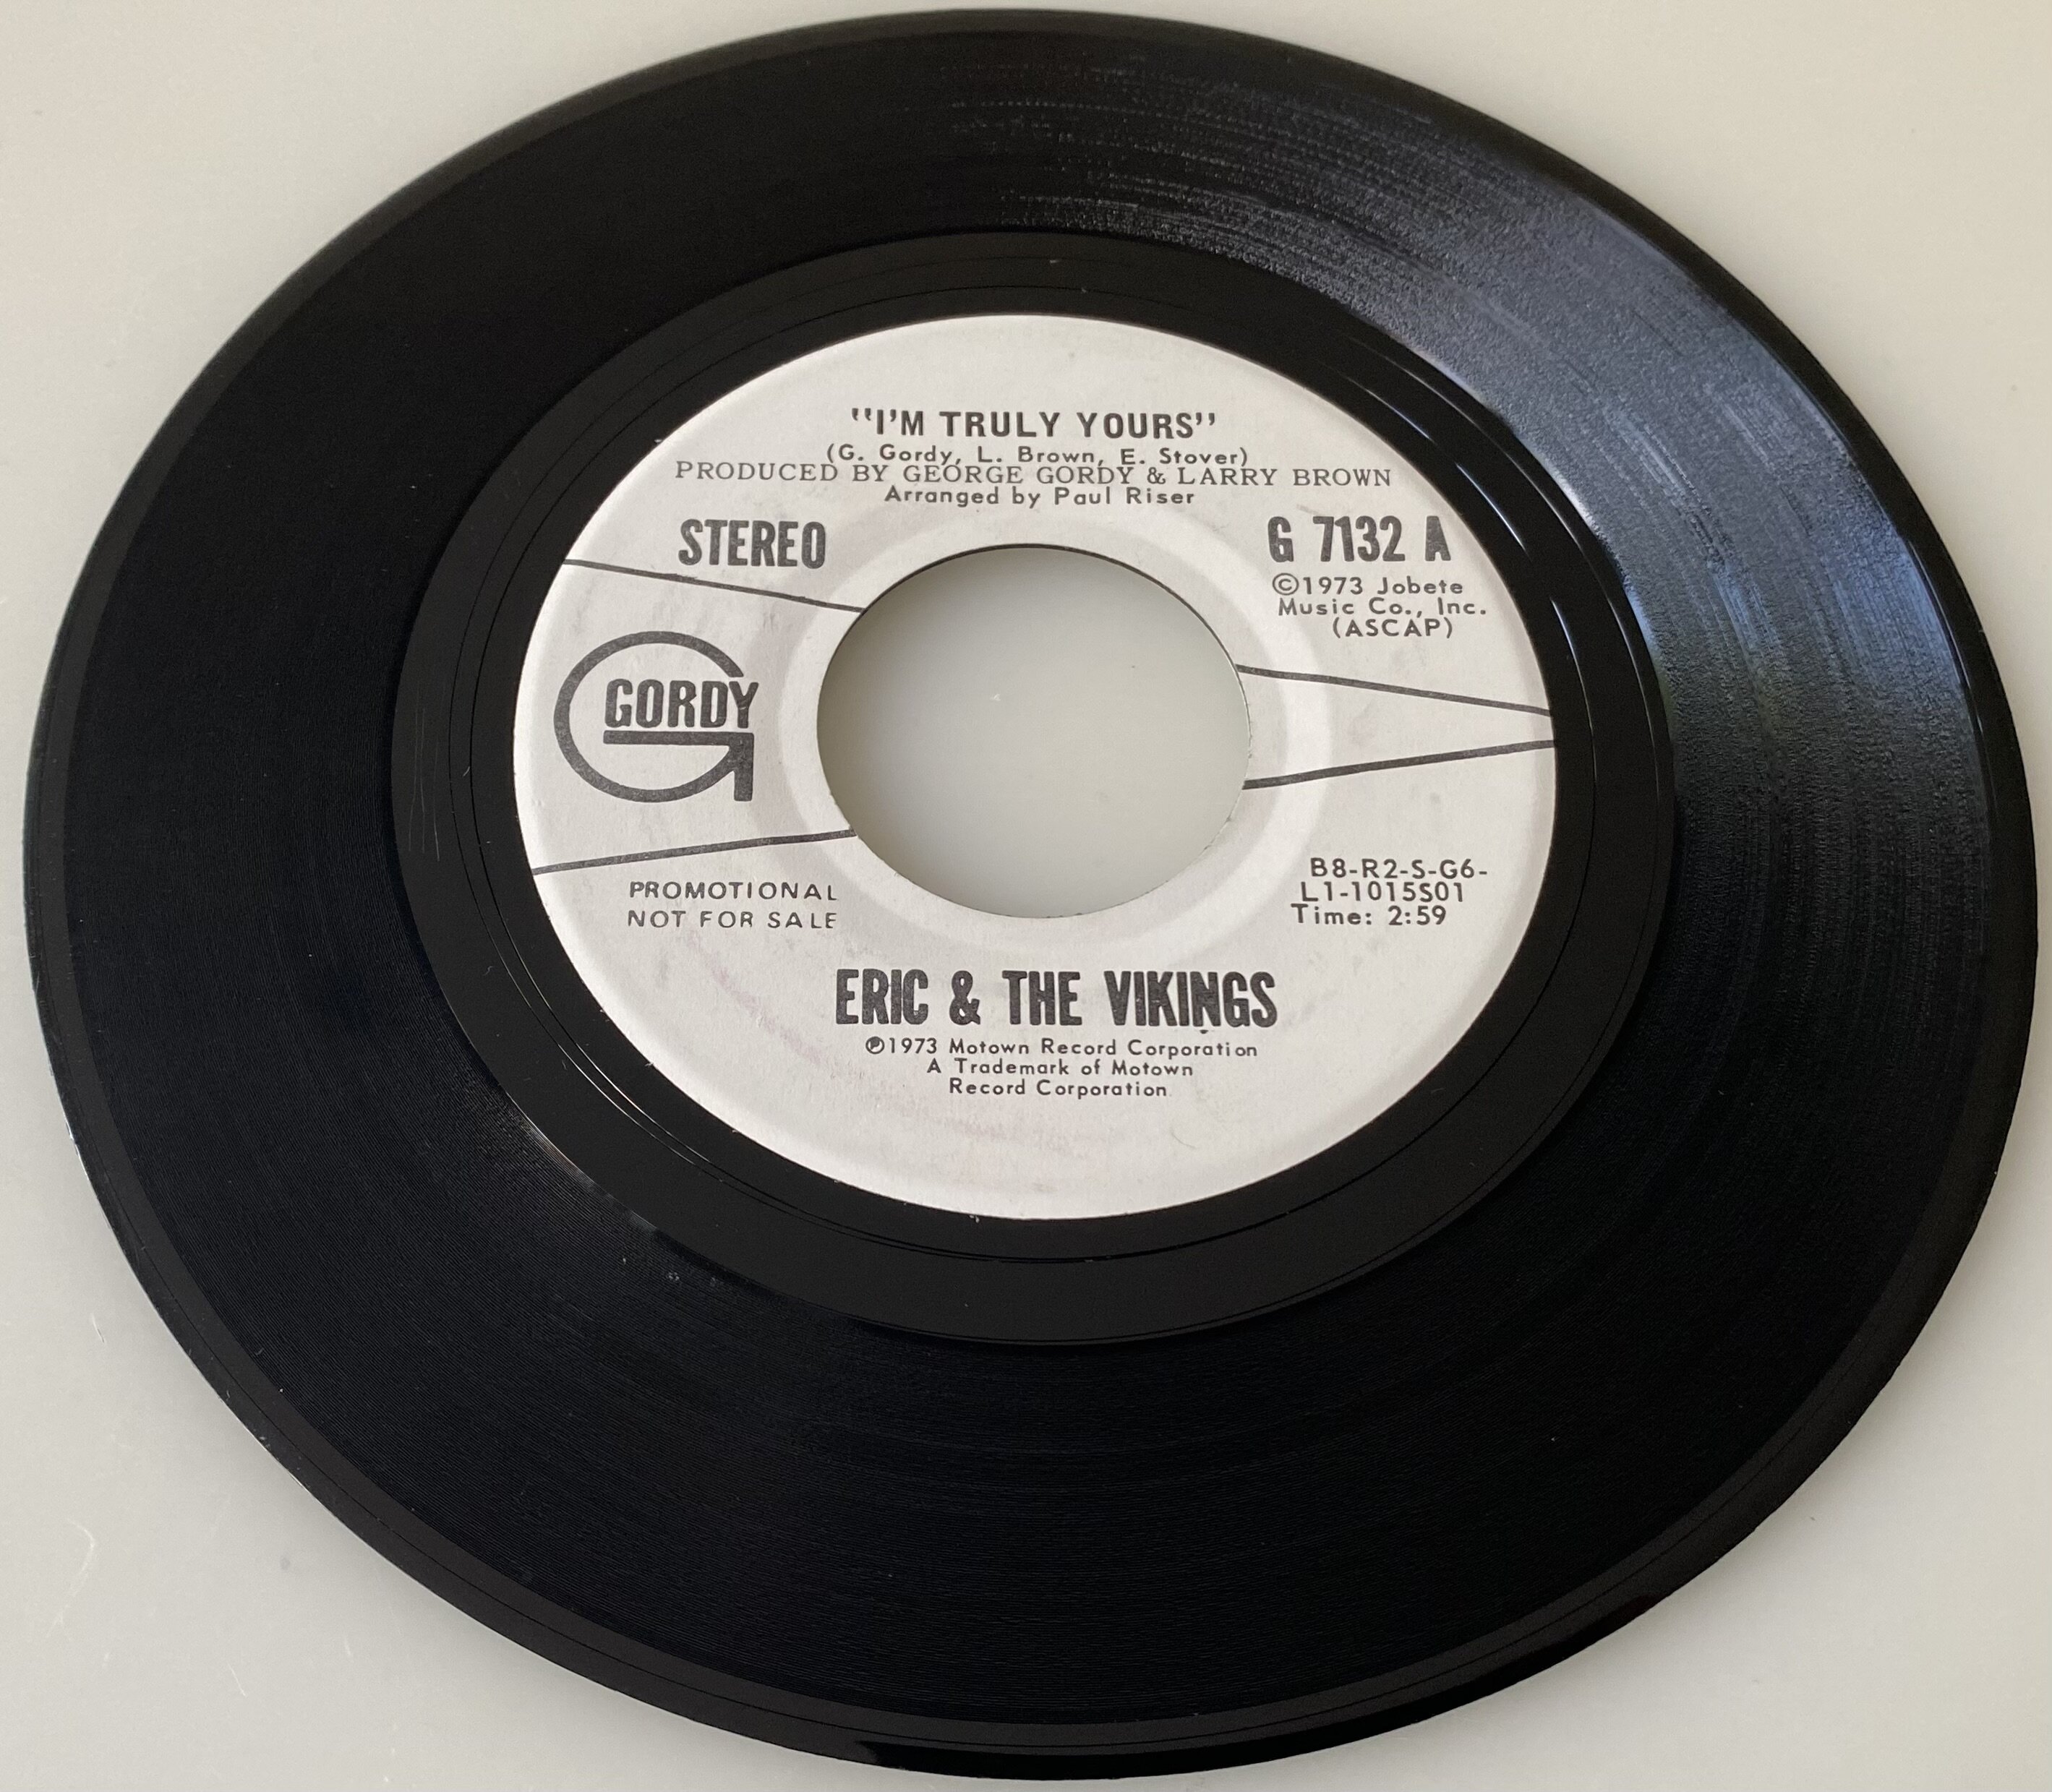 "I'M TRULY YOURS"
(G. Gordy, L. Brown, E. Stover)
PRODUCED BY GEORGE GORDY & LARRY BROWN
Arranged by Paul Riser
STEREO
G 7132 A
©1973 Jobete
Music Co., Inc.
(ASCAP)
GORDY
PROMOTIONAL
NOT FOR SALE
B8-R2-S-G6-
L1-1015S01
Time: 2:59
ERIC & THE VIKINGS
℗1973 Motown Record Corporation
A Trademark of Motown
Record Corporation